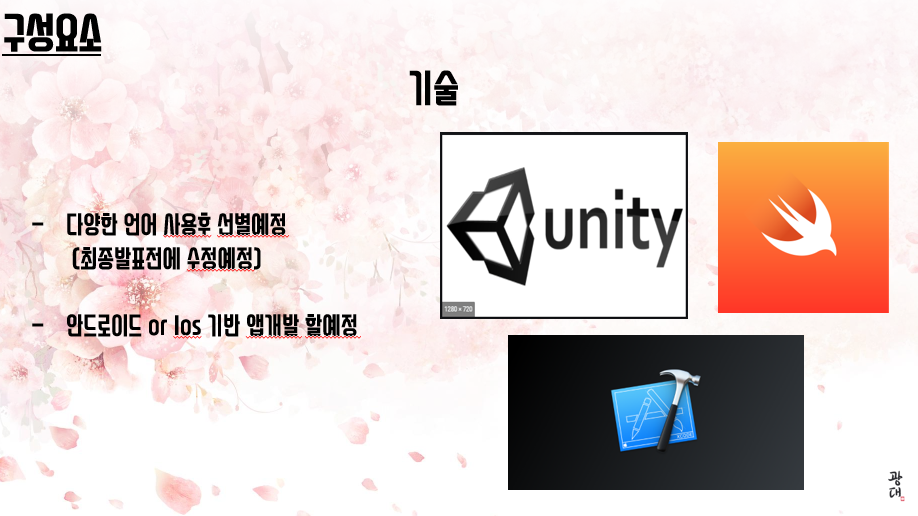 구성요소
기술
- 다양한 언어 사용후 선별예정
(최종발표전에 수정예정)
- 안드로이드 or Ios 기반 앱개발 할예정
unity
1280 × 720
XCODE
광대